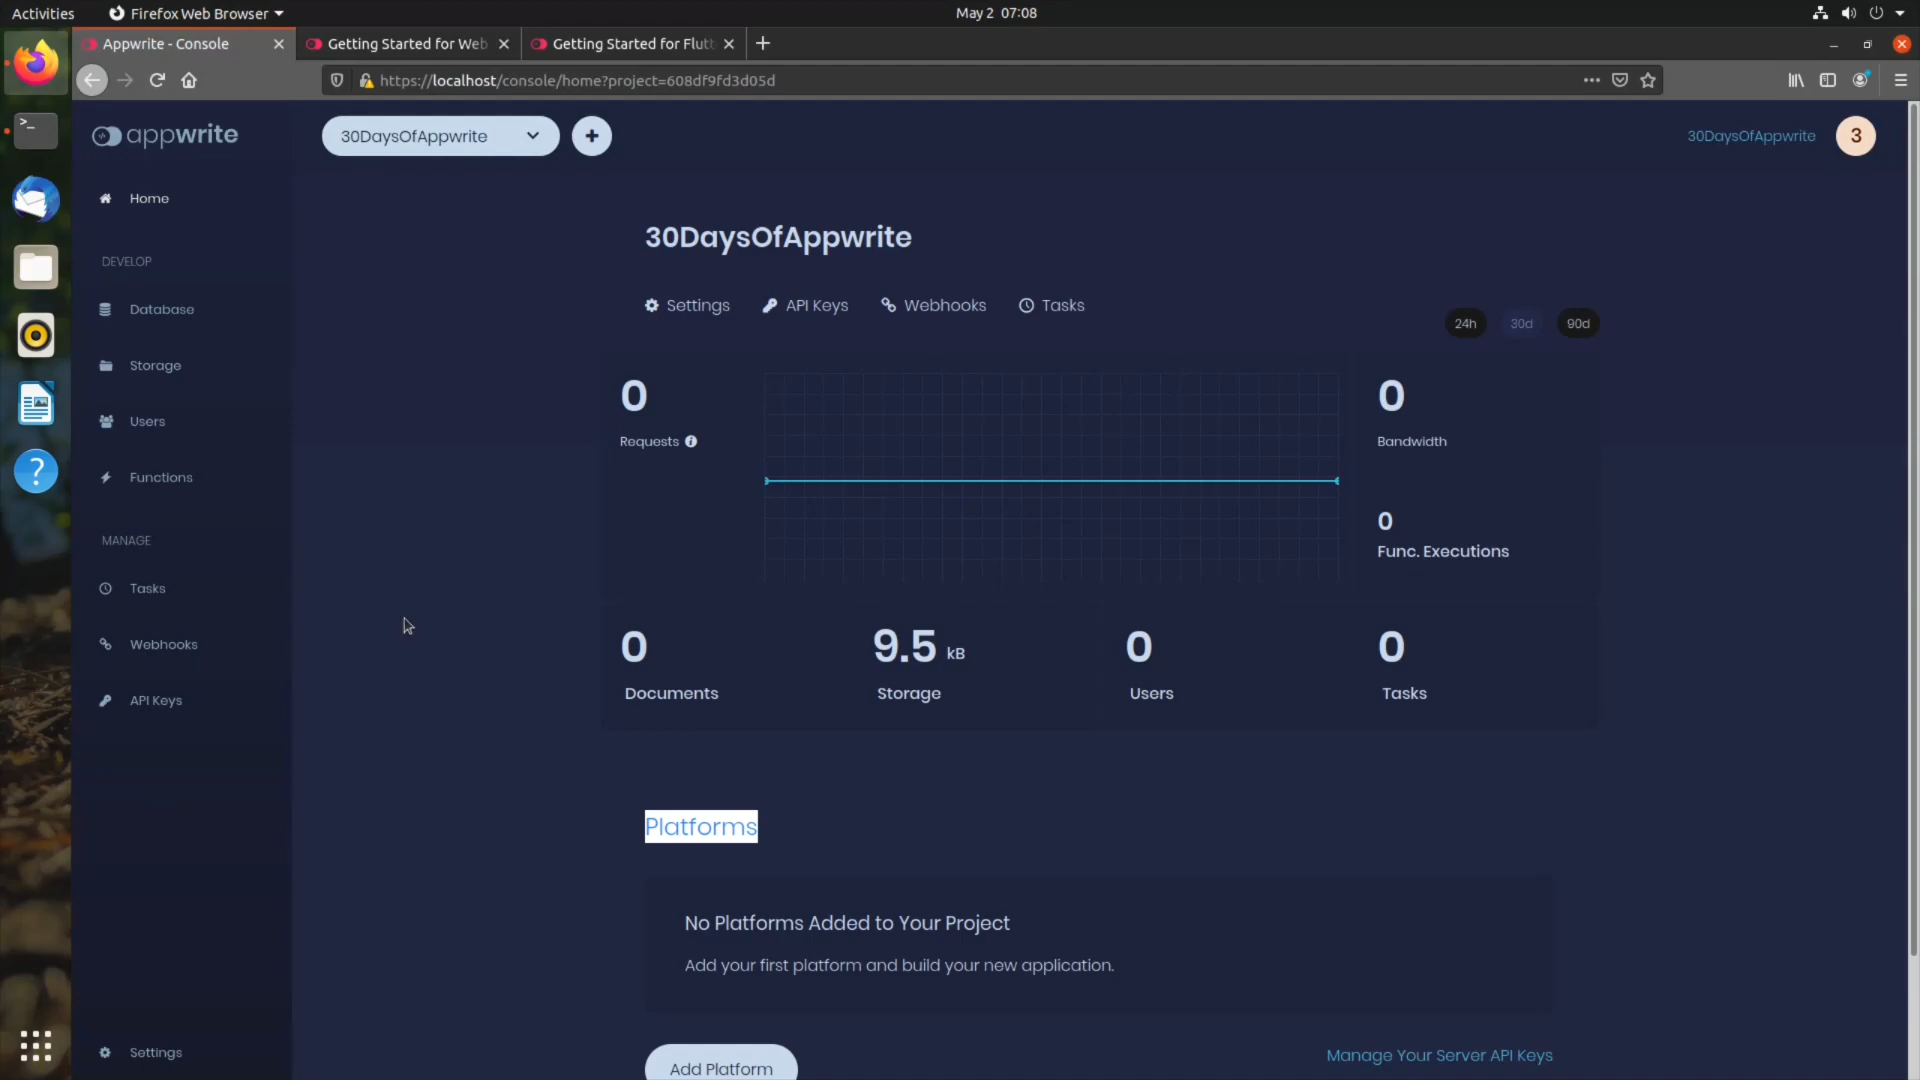 Activities
Firefox Web Browser
May 2 07:08
Appwrite - Console
Getting Started for Web
Getting Started for Flutt
https://localhost/console/home?project=608df9fd3d05d
appwrite
30DaysOfAppwrite
+
30DaysOfAppwrite
3
Home
DEVELOP
Database
Storage
Users
Functions
MANAGE
Tasks
Webhooks
API Keys
Settings
30DaysOfAppwrite
Settings
API Keys
Webhooks
Tasks
24h
30d
90d
0
Requests
0
Bandwidth
0
Func. Executions
0
Documents
9.5 kB
Storage
0
Users
0
Tasks
Platforms
No Platforms Added to Your Project
Add your first platform and build your new application.
Add Platform
Manage Your Server API Keys